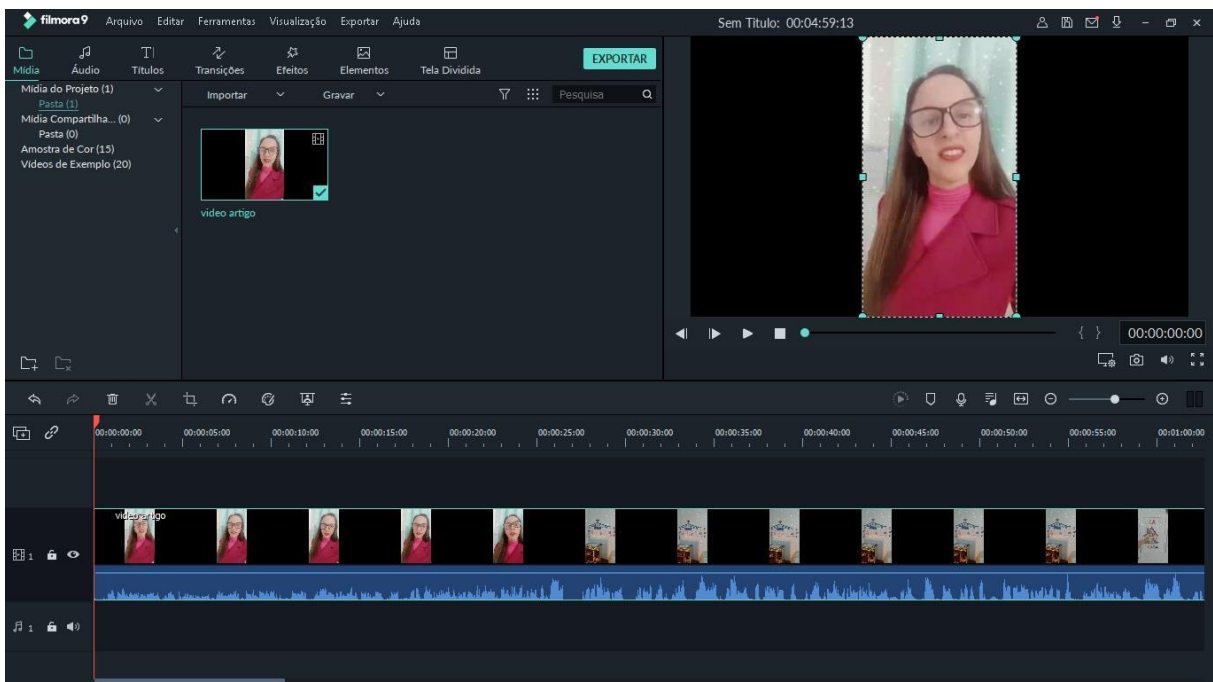 filmora9 Arquivo Editar Ferramentas Visualização Exportar Ajuda Sem Titulo: 00:04:59:13
Mídia Áudio Títulos Transições Efeitos Elementos Tela Dividida EXPORTAR
Mídia do Projeto (1) Importar Gravar Pesquisa
Pasta (1)
Mídia Compartilha... (0)
Pasta (0)
Amostra de Cor (15)
Vídeos de Exemplo (20)
video artigo
{ } 00:00:00:00
00:00:00:00 00:00:05:00 00:00:10:00 00:00:15:00 00:00:20:00 00:00:25:00 00:00:30:00 00:00:35:00 00:00:40:00 00:00:45:00 00:00:50:00 00:00:55:00 00:01:00:00
video artigo
1
1